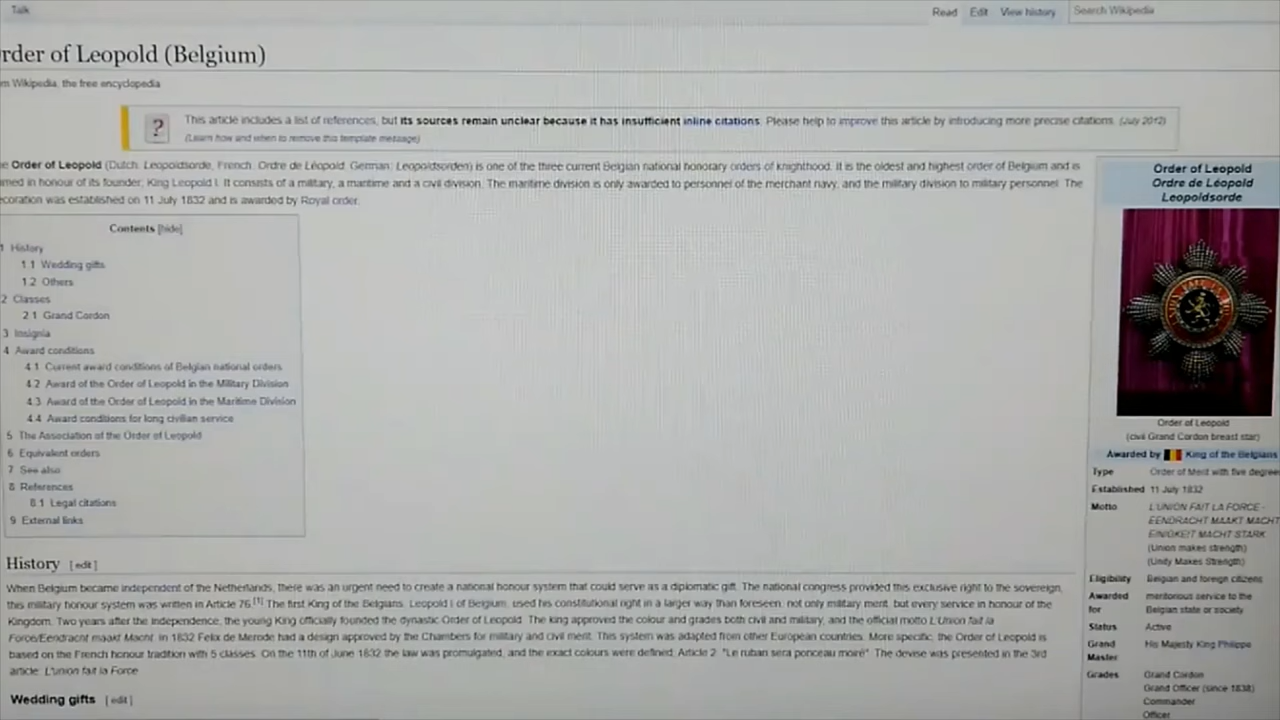 Talk
Read Edit View history Search Wikipedia
rder of Leopold (Belgium)
m Wikipedia, the free encyclopedia
This article includes a list of references, but its sources remain unclear because it has insufficient inline citations. Please help to improve this article by introducing more precise citations. (July 2012)
(Learn how and when to remove this template message)
e Order of Leopold (Dutch: Leopoldsorde, French: Ordre de Léopold, German: Leopoldsorden) is one of the three current Belgian national honorary orders of knighthood. It is the oldest and highest order of Belgium and is
med in honour of its founder, King Leopold I. It consists of a military, a maritime and a civil division. The maritime division is only awarded to personnel of the merchant navy, and the military division to military personnel. The
coration was established on 11 July 1832 and is awarded by Royal order.
Contents [hide]
1 History
1.1 Wedding gifts
1.2 Others
2 Classes
2.1 Grand Cordon
3 Insignia
4 Award conditions
4.1 Current award conditions of Belgian national orders
4.2 Award of the Order of Leopold in the Military Division
4.3 Award of the Order of Leopold in the Maritime Division
4.4 Award conditions for long civilian service
5 The Association of the Order of Leopold
6 Equivalent orders
7 See also
8 References
8.1 Legal citations
9 External links
History [edit]
When Belgium became independent of the Netherlands, there was an urgent need to create a national honour system that could serve as a diplomatic gift. The national congress provided this exclusive right to the sovereign,
this military honour system was written in Article 76.[1] The first King of the Belgians, Leopold I of Belgium, used his constitutional right in a larger way than foreseen: not only military merit, but every service in honour of the
Kingdom. Two years after the independence, the young King officially founded the dynastic Order of Leopold. The king approved the colour and grades both civil and military, and the official motto L'Union fait la
Force/Eendracht maakt Macht. In 1832 Felix de Merode had a design approved by the Chambers for military and civil merit. This system was adapted from other European countries. More specific, the Order of Leopold is
based on the French honour tradition with 5 classes. On the 11th of June 1832 the law was promulgated, and the exact colours were defined; Article 2: "Le ruban sera ponceau moiré". The devise was presented in the 3rd
article: L'union fait la Force
Wedding gifts [edit]
Order of Leopold
Ordre de Léopold
Leopoldsorde
Order of Leopold
(civil Grand Cordon breast star)
Awarded by King of the Belgians
Type Order of Merit with five degree
Established 11 July 1832
Motto L'UNION FAIT LA FORCE -
EENDRACHT MAAKT MACHT
EINIGKEIT MACHT STARK
(Union makes strength)
(Unity Makes Strength)
Eligibility Belgian and foreign citizens
Awarded for meritorious service to the
Belgian state or society
Status Active
Grand Master His Majesty King Philippe
Grades Grand Cordon
Grand Officer (since 1838)
Commander
Officer